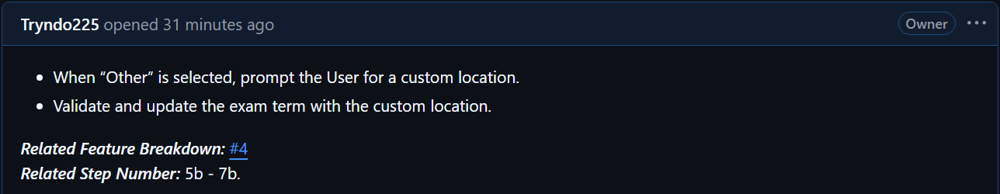 Tryndo225 opened 31 minutes ago Owner ...
• When “Other” is selected, prompt the User for a custom location.
• Validate and update the exam term with the custom location.
Related Feature Breakdown: #4
Related Step Number: 5b - 7b.